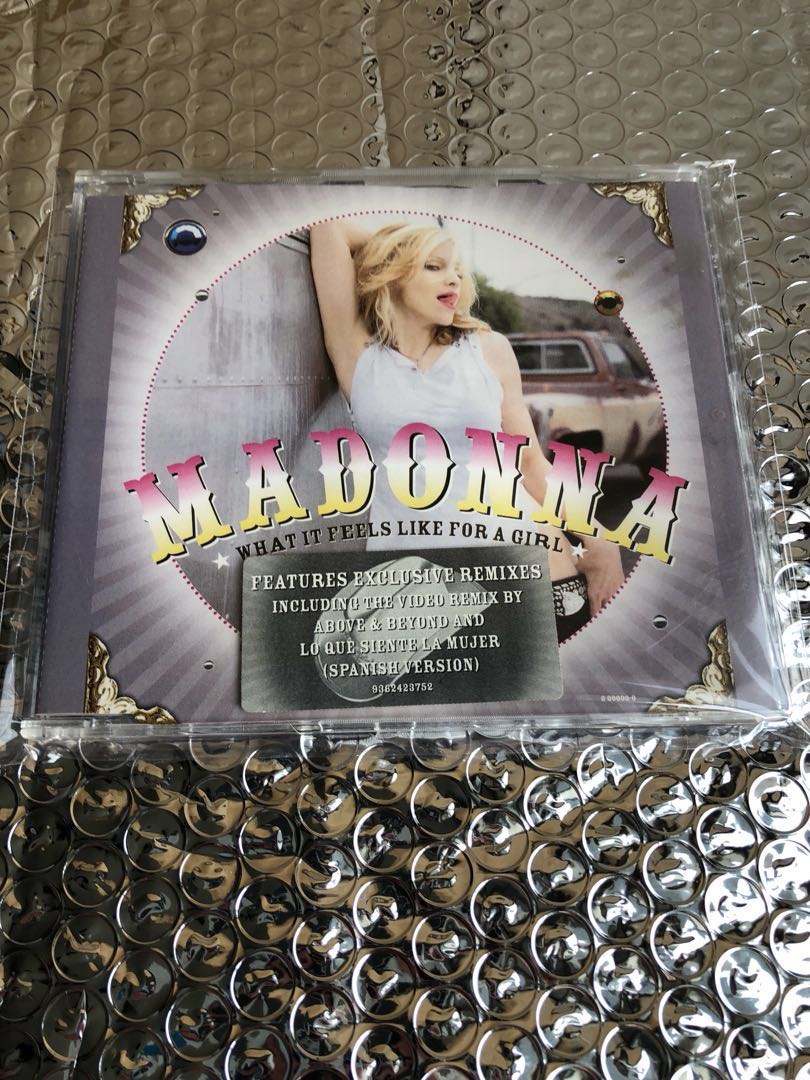 MADONNA
WHAT IT FEELS LIKE FOR A GIRL
FEATURES EXCLUSIVE REMIXES
INCLUDING THE VIDEO REMIX BY
ABOVE & BEYOND AND
LO QUE SIENTE LA MUJER
(SPANISH VERSION)
9362423752